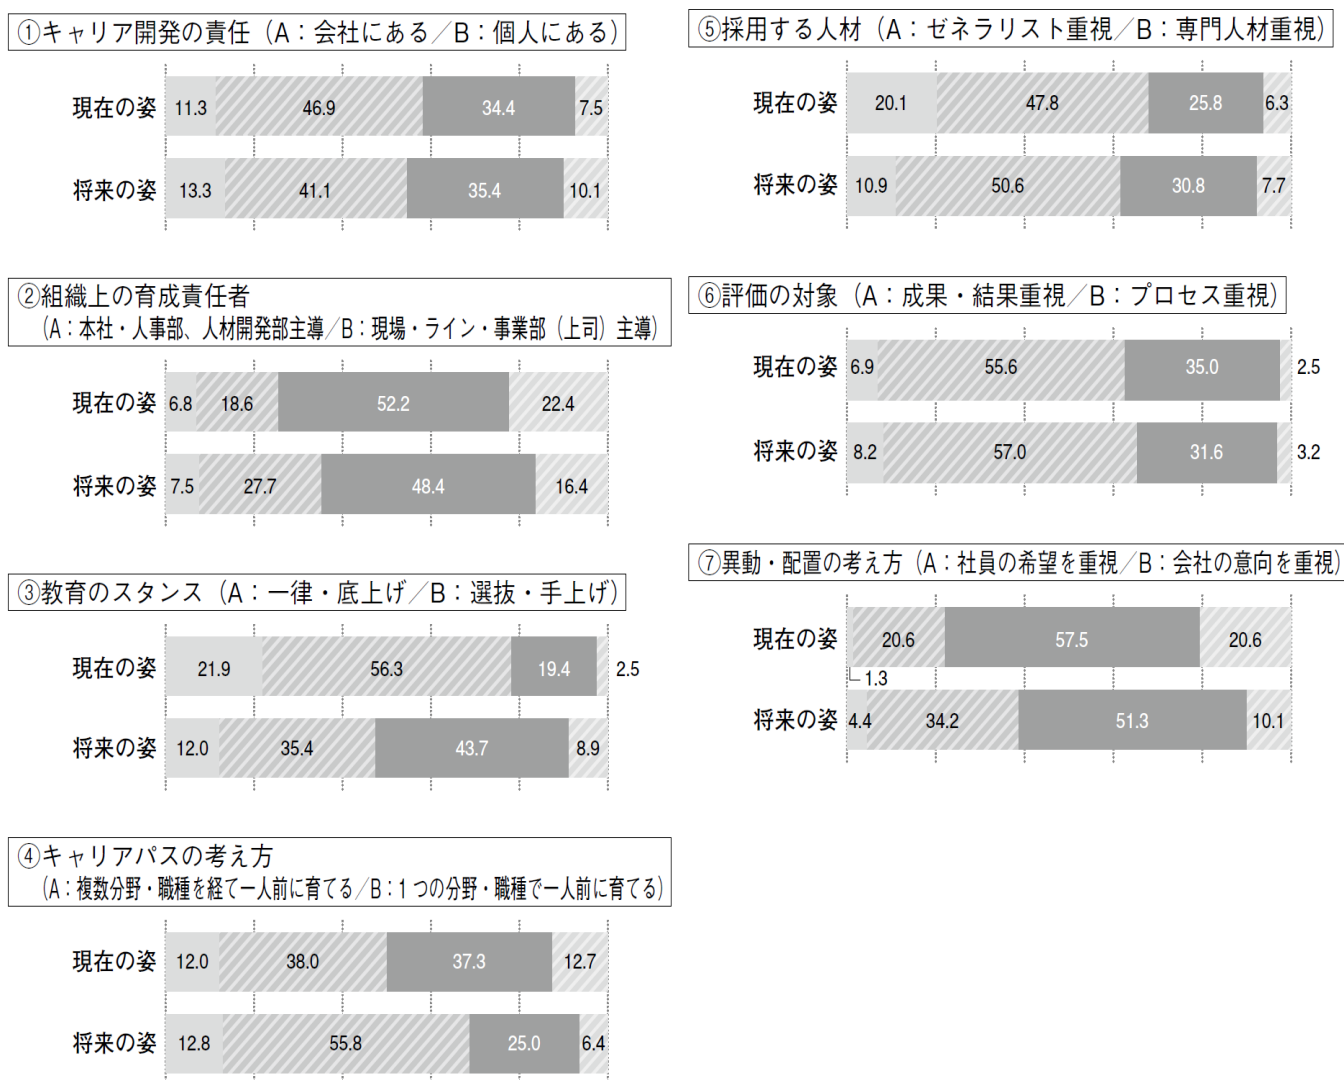 ①キャリア開発の責任（A：会社にある／B：個人にある）
現在の姿 11.3 46.9 34.4 7.5
将来の姿 13.3 41.1 35.4 10.1
②組織上の育成責任者
（A：本社・人事部、人材開発部主導／B：現場・ライン・事業部（上司）主導）
現在の姿 6.8 18.6 52.2 22.4
将来の姿 7.5 27.7 48.4 16.4
③教育のスタンス（A：一律・底上げ／B：選抜・手上げ）
現在の姿 21.9 56.3 19.4 2.5
将来の姿 12.0 35.4 43.7 8.9
④キャリアパスの考え方
（A：複数分野・職種を経て一人前に育てる／B：1つの分野・職種で一人前に育てる）
現在の姿 12.0 38.0 37.3 12.7
将来の姿 12.8 55.8 25.0 6.4
⑤採用する人材（A：ゼネラリスト重視／B：専門人材重視）
現在の姿 20.1 47.8 25.8 6.3
将来の姿 10.9 50.6 30.8 7.7
⑥評価の対象（A：成果・結果重視／B：プロセス重視）
現在の姿 6.9 55.6 35.0 2.5
将来の姿 8.2 57.0 31.6 3.2
⑦異動・配置の考え方（A：社員の希望を重視／B：会社の意向を重視）
現在の姿 20.6 57.5 20.6
1.3
将来の姿 4.4 34.2 51.3 10.1